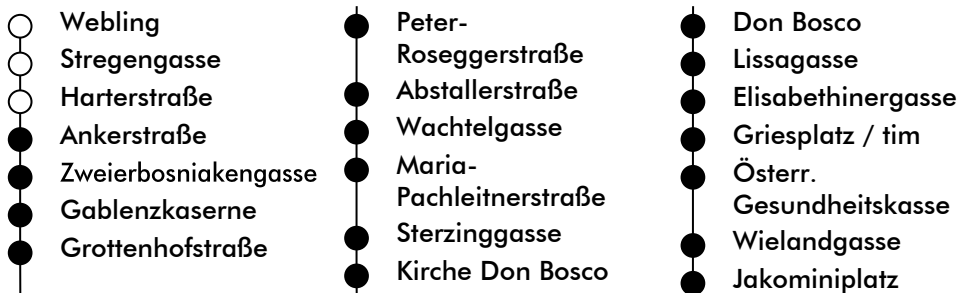 Webling
Stregengasse
Harterstraße
Ankerstraße
Zweierbosniakengasse
Gablenzkaserne
Grottenhofstraße
Peter-
Roseggerstraße
Abstallerstraße
Wachtelgasse
Maria-
Pachleitnerstraße
Sterzinggasse
Kirche Don Bosco
Don Bosco
Lissagasse
Elisabethinergasse
Griesplatz / tim
Österr.
Gesundheitskasse
Wielandgasse
Jakominiplatz